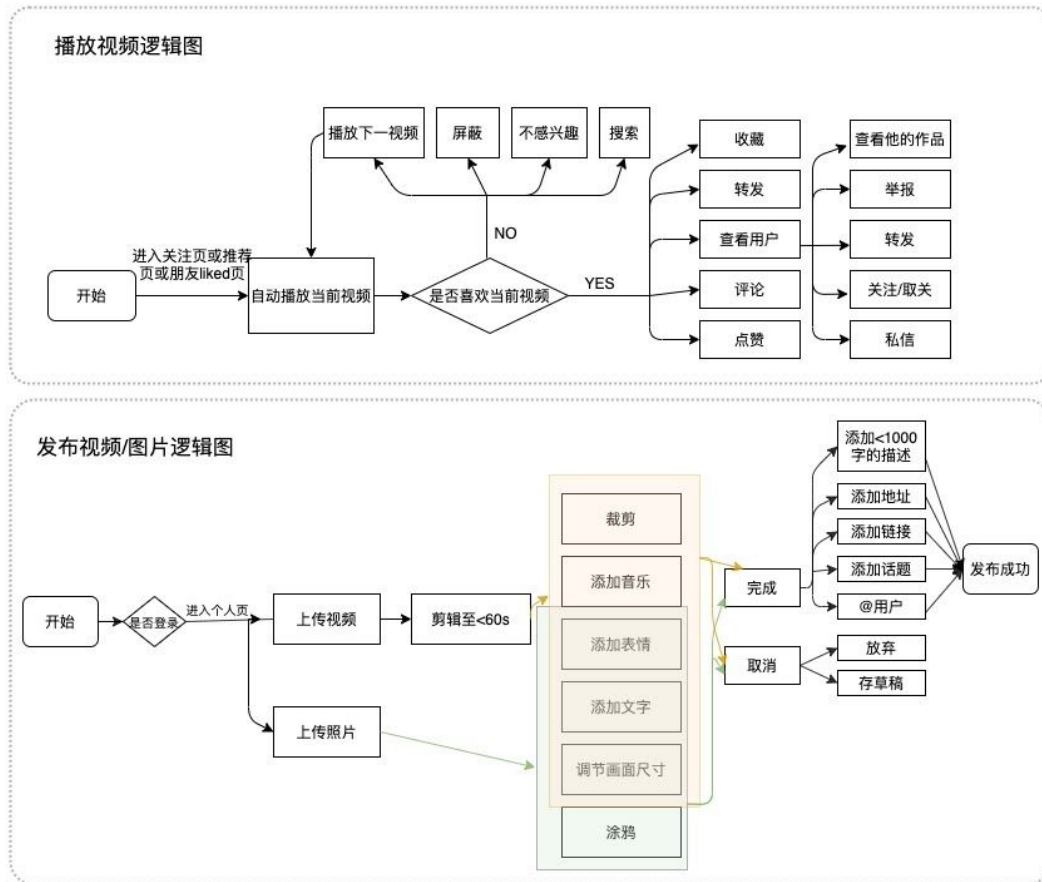 播放视频逻辑图
播放下一视频
屏蔽
不感兴趣
搜索
收藏
查看他的作品
转发
举报
NO
查看用户
转发
进入关注页或推荐
页或朋友liked页
开始
自动播放当前视频
是否喜欢当前视频
YES
评论
关注/取关
点赞
私信
发布视频/图片逻辑图
添加<1000
字的描述
裁剪
添加地址
添加链接
添加音乐
完成
添加话题
发布成功
开始
是否登录
进入个人页
上传视频
剪辑至<60s
@用户
添加表情
取消
放弃
存草稿
添加文字
上传照片
调节画面尺寸
涂鸦